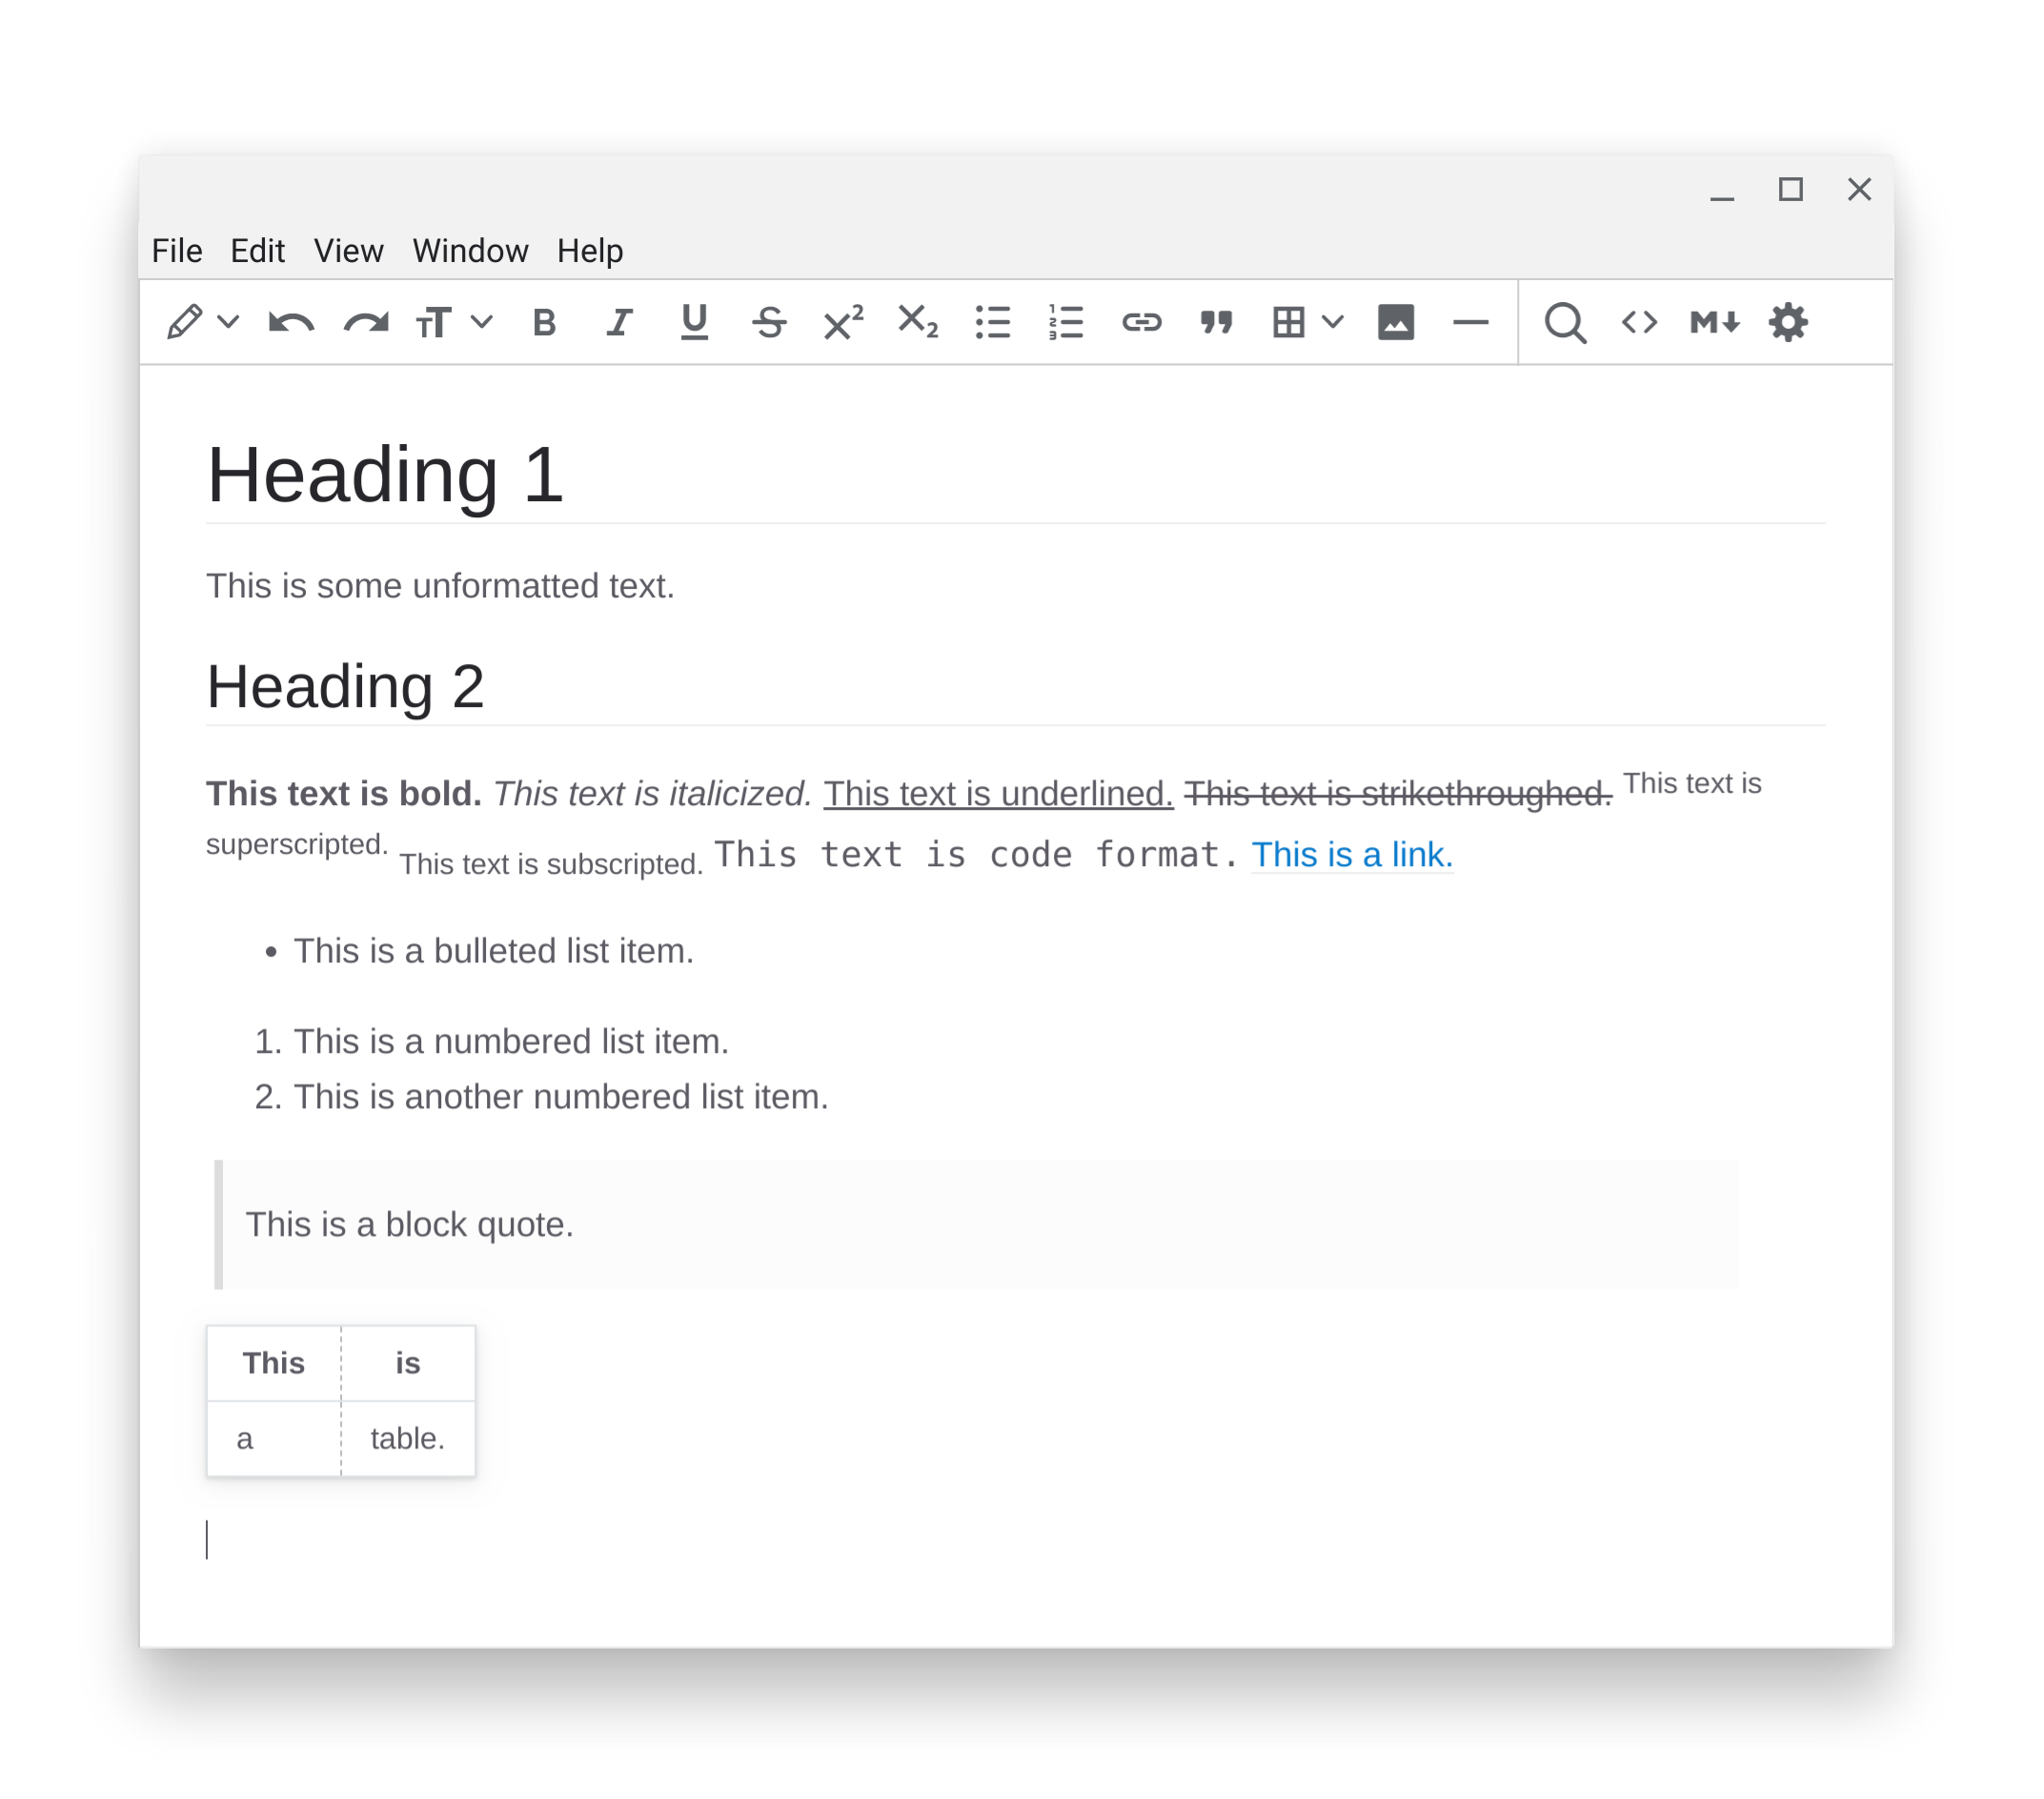 File Edit View Window Help
Heading 1
This is some unformatted text.
Heading 2
This text is bold. This text is italicized. This text is underlined. This text is strikethroughed. This text is
superscripted. This text is subscripted. This text is code format. This is a link.
• This is a bulleted list item.
1. This is a numbered list item.
2. This is another numbered list item.
This is a block quote.
This is
a table.